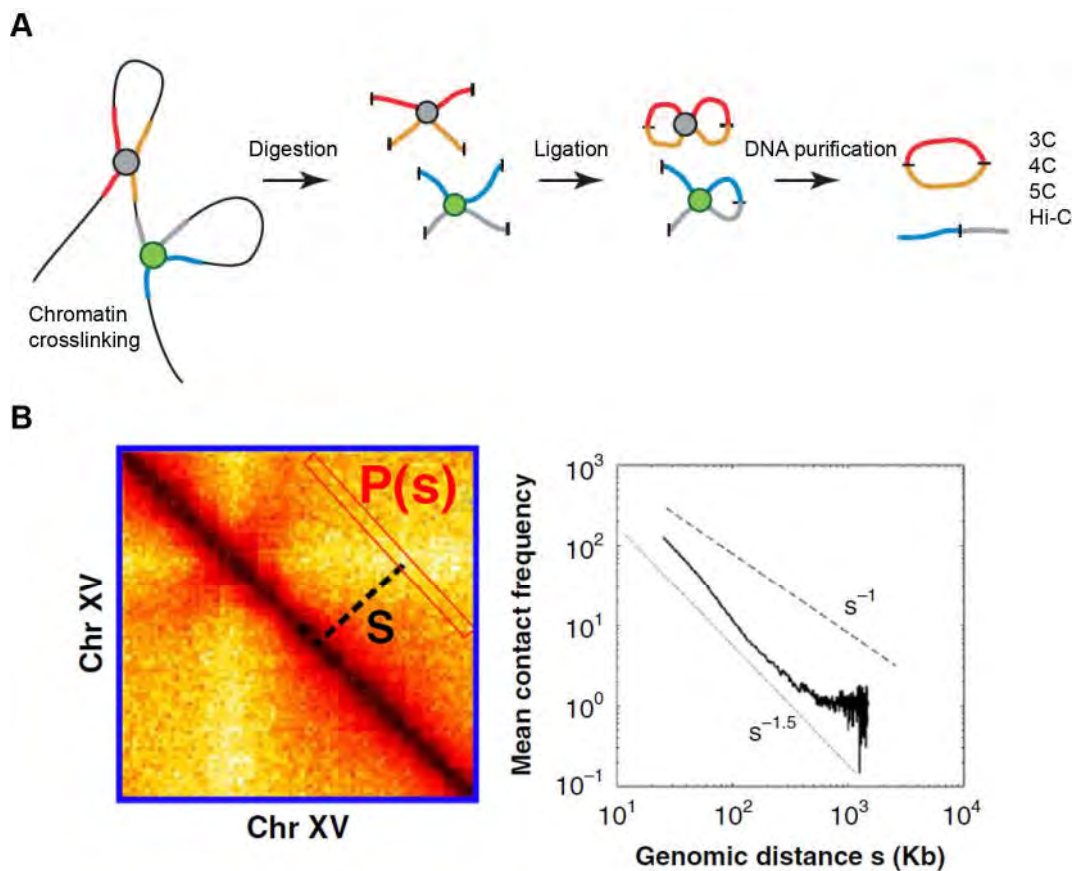 A
Digestion
Ligation
DNA purification
3C
4C
5C
Hi-C
Chromatin
crosslinking
B
P(s)
S
Chr XV
Chr XV
Mean contact frequency
10³
10²
10¹
10⁰
10⁻¹
s⁻¹
s⁻¹·⁵
10¹
10²
10³
10⁴
Genomic distance s (Kb)